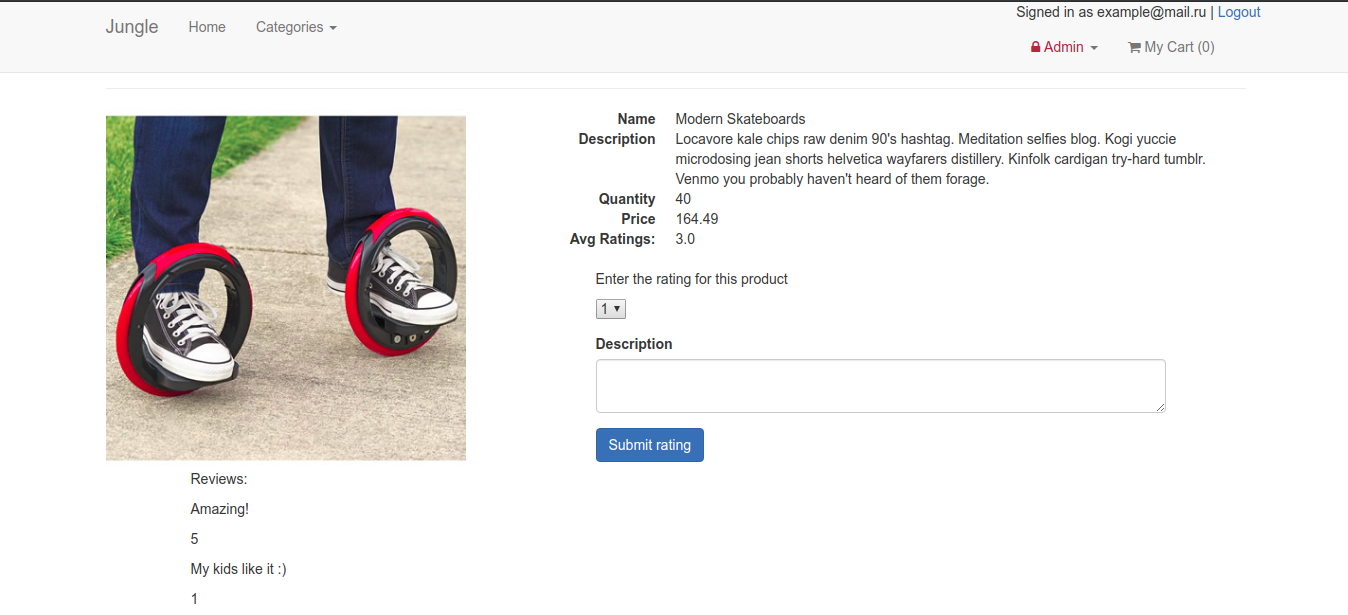 Signed in as example@mail.ru | Logout
Jungle Home Categories
Admin My Cart (0)
Name Modern Skateboards
Description Locavore kale chips raw denim 90's hashtag. Meditation selfies blog. Kogi yuccie
microdosing jean shorts helvetica wayfarers distillery. Kinfolk cardigan try-hard tumblr.
Venmo you probably haven't heard of them forage.
Quantity 40
Price 164.49
Avg Ratings: 3.0
Enter the rating for this product
1
Description
Submit rating
Reviews:
Amazing!
5
My kids like it :)
1